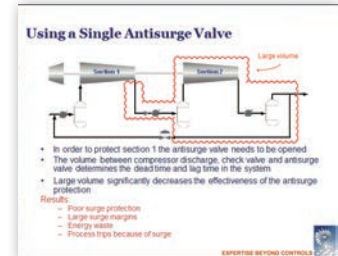 Using a Single Antisurge Valve
Large volume
Section 1
Section 2
• In order to protect section 1 the antisurge valve needs to be opened
• The volume between compressor discharge, check valve and antisurge
valve determines the dead time and lag time in the system
• Large volume significantly decreases the effectiveness of the antisurge
protection
Results:
– Poor surge protection
– Large surge margins
– Energy waste
– Process trips because of surge
EXPERTISE BEYOND CONTROLS